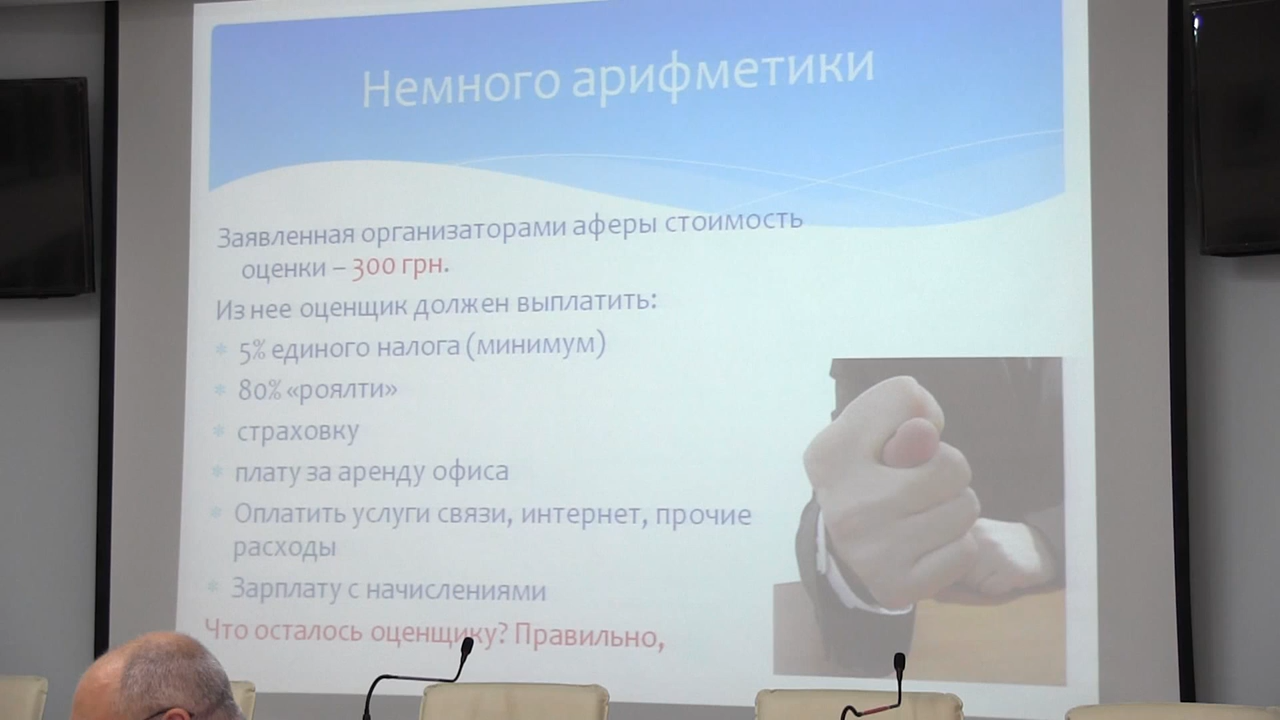 Немного арифметики
Заявленная организаторами аферы стоимость
оценки – 300 грн.
Из нее оценщик должен выплатить:
5% единого налога (минимум)
80% «роялти»
страховку
плату за аренду офиса
Оплатить услуги связи, интернет, прочие
расходы
Зарплату с начислениями
Что осталось оценщику? Правильно,